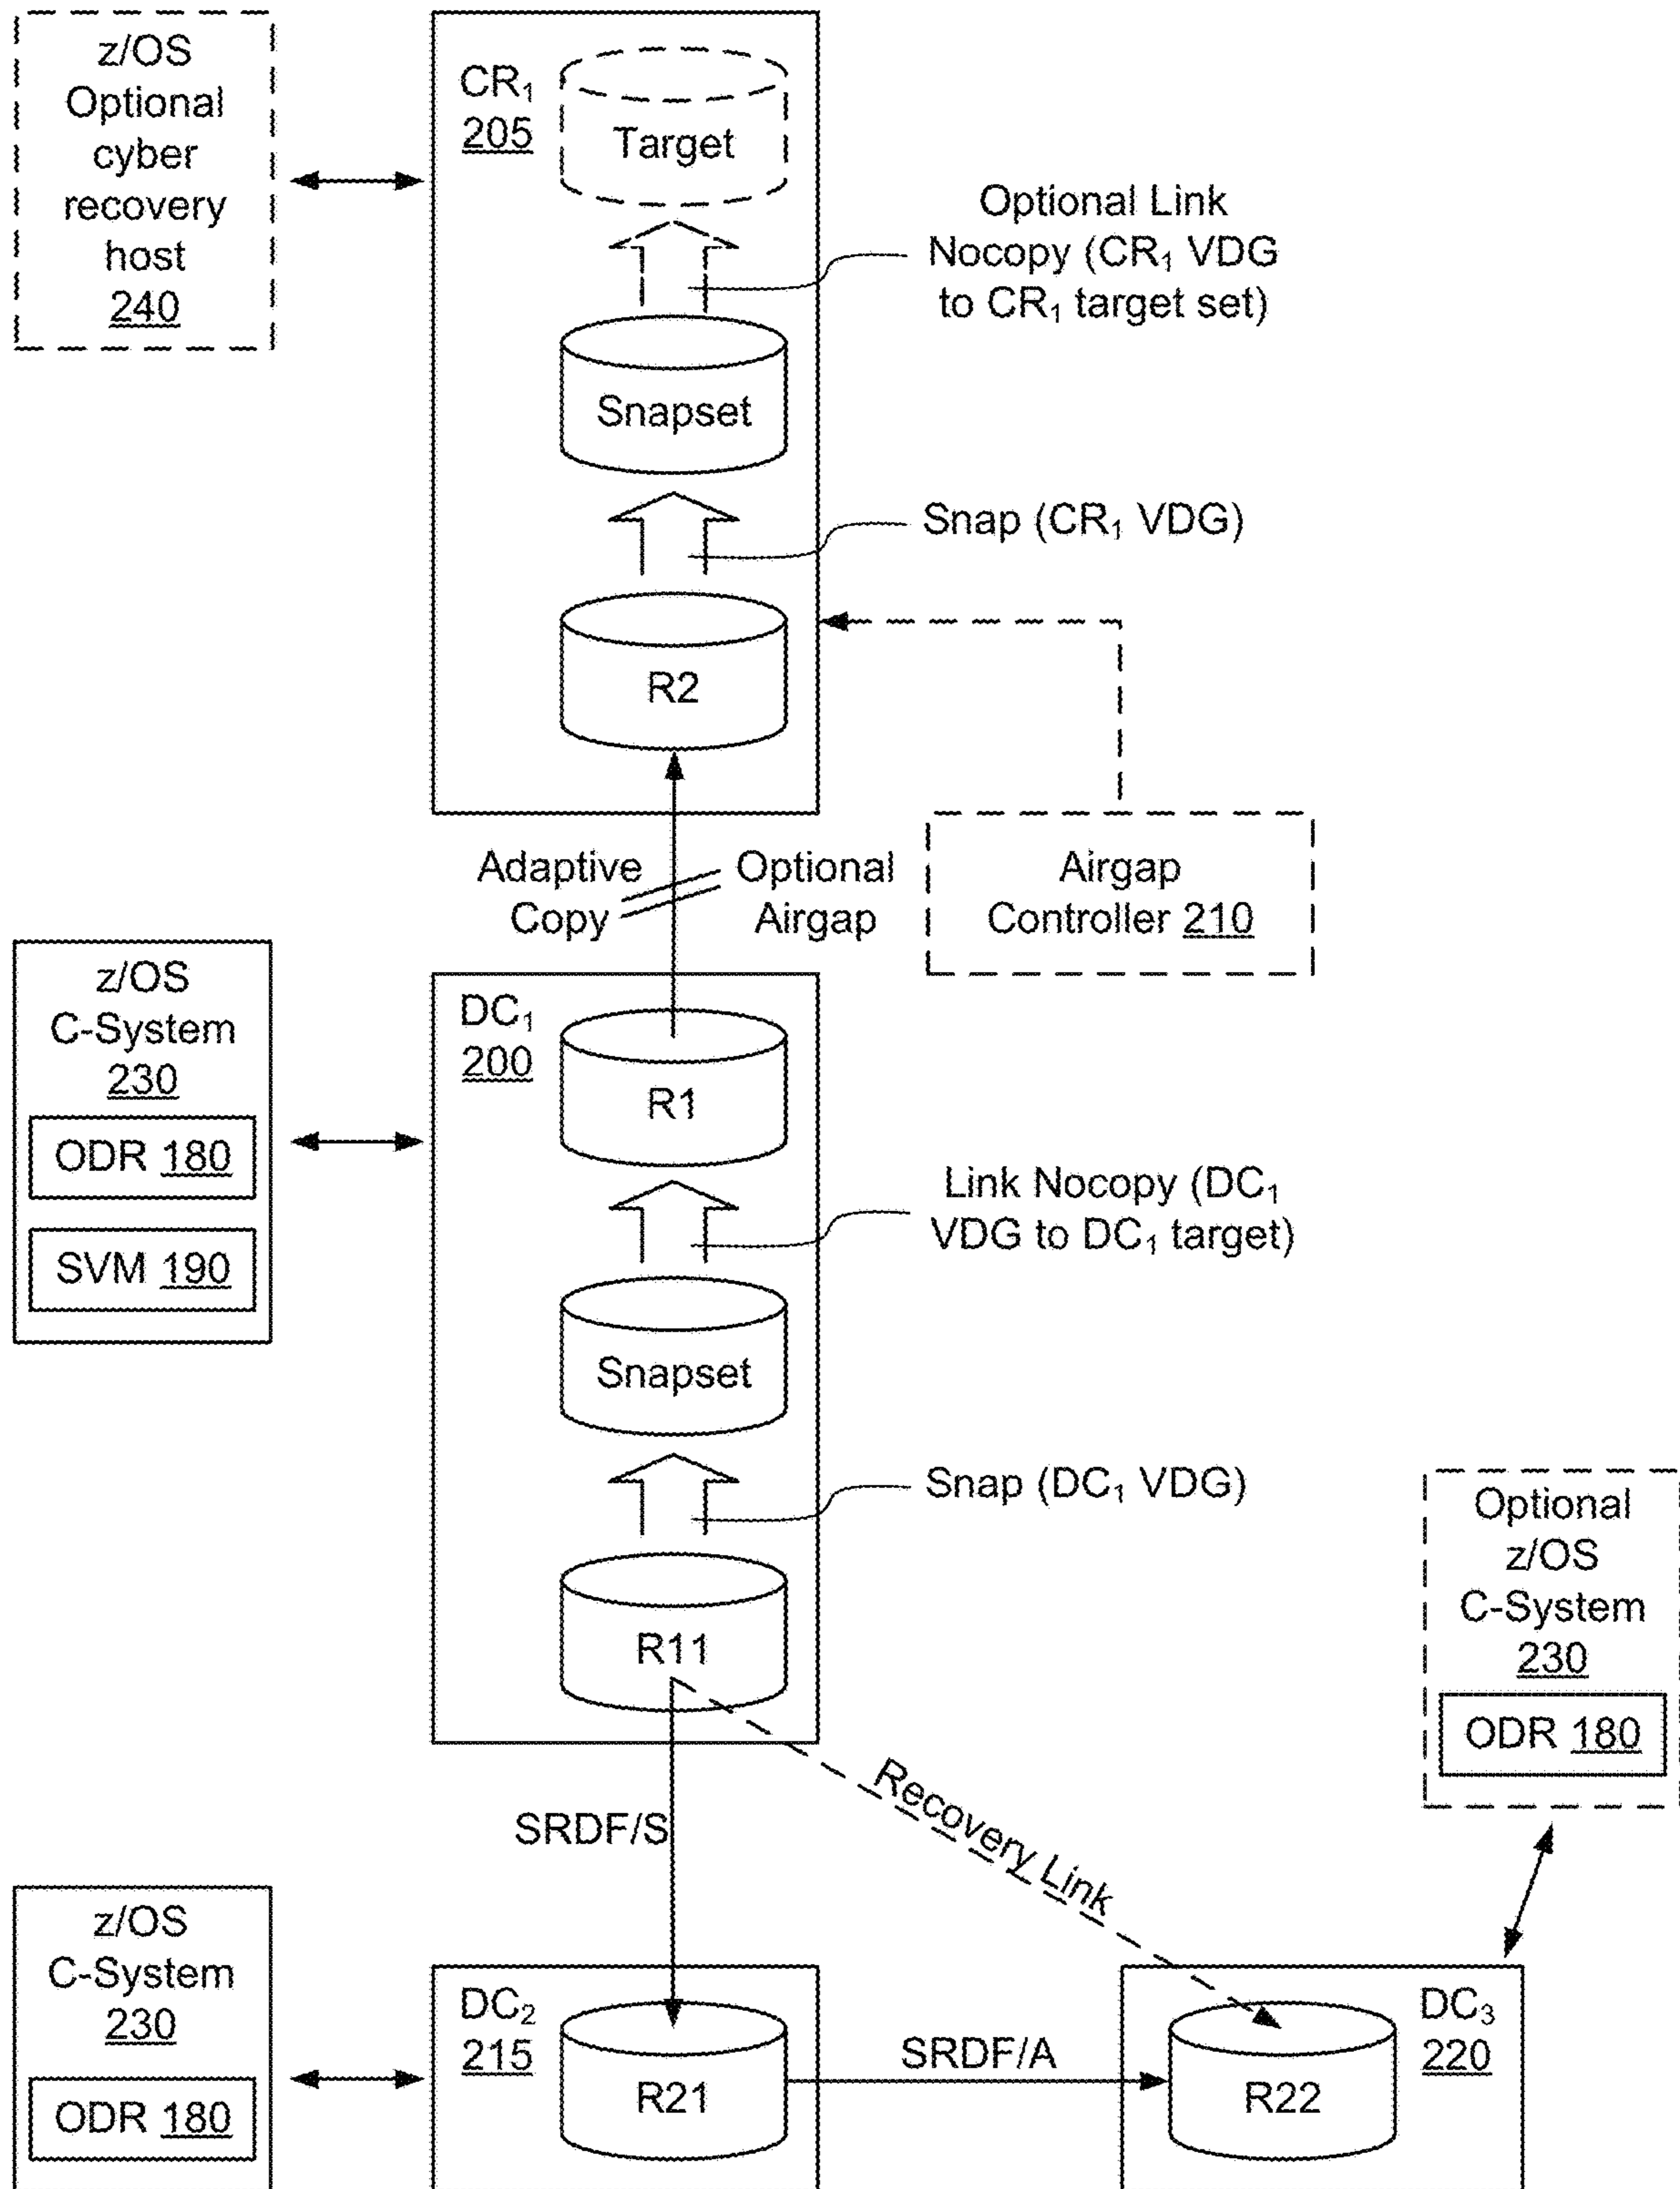 z/OS
Optional
cyber
recovery
host
240
CR₁
205
Target
Optional Link
Nocopy (CR₁ VDG
to CR₁ target set)
Snapset
Snap (CR₁ VDG)
R2
Adaptive
Copy
Optional
Airgap
Airgap
Controller 210
z/OS
C-System
230
ODR 180
SVM 190
DC₁
200
R1
Link Nocopy (DC₁
VDG to DC₁ target)
Snapset
Snap (DC₁ VDG)
R11
Optional
z/OS
C-System
230
ODR 180
SRDF/S
Recovery Link
z/OS
C-System
230
ODR 180
DC₂
215
R21
SRDF/A
DC₃
220
R22